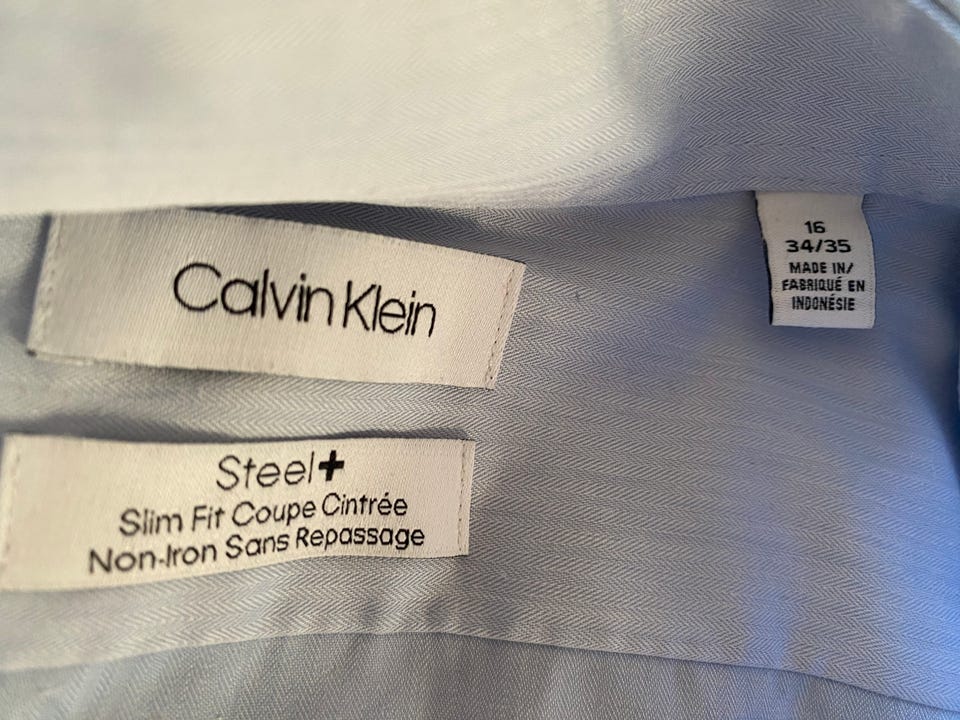 Calvin Klein
Steel+
Slim Fit Coupe Cintrée
Non-Iron Sans Repassage
16
34/35
MADE IN/
FABRIQUÉ EN
INDONÉSIE